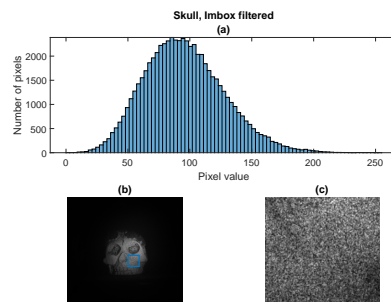 Skull, Imbox filtered
(a)
Number of pixels
2000
1500
1000
500
0
0
50
100
150
200
250
Pixel value
(b)
(c)